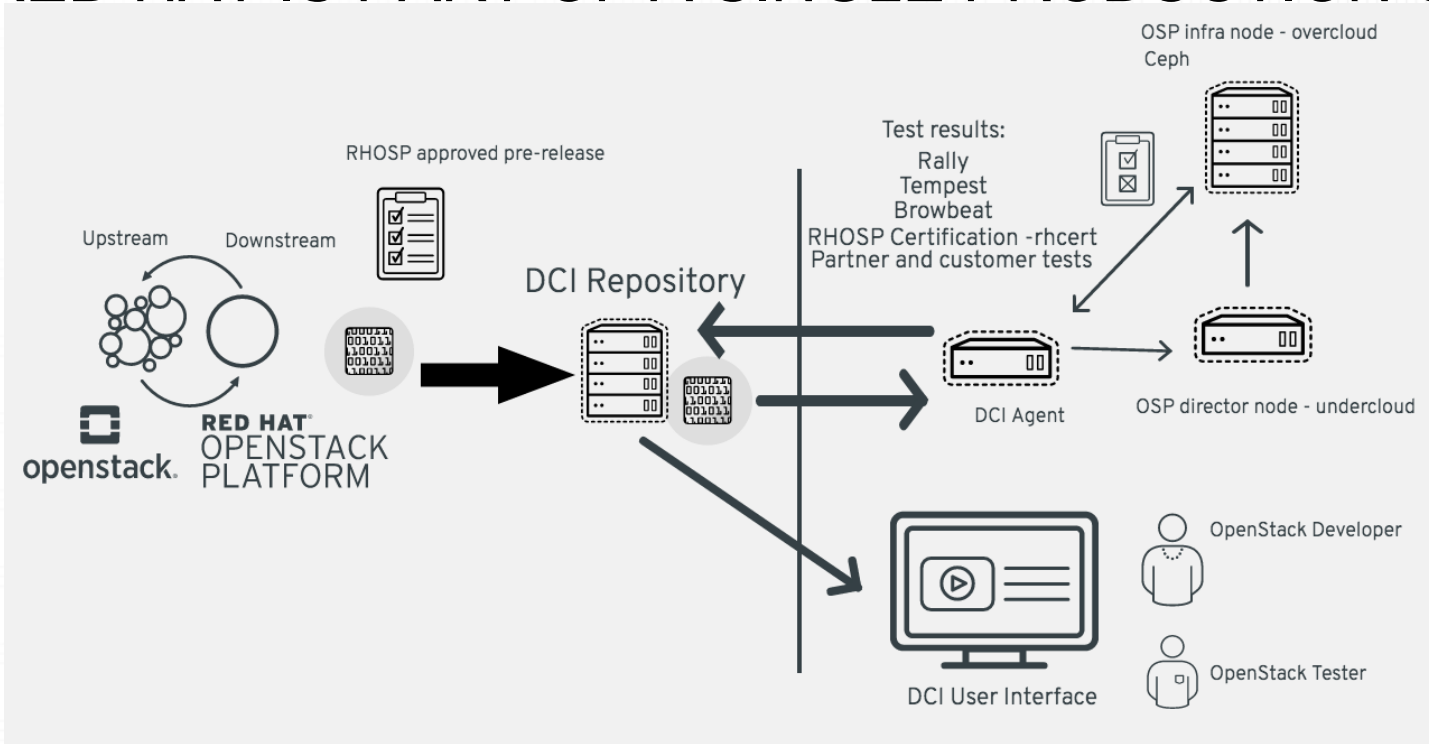 OSP infra node - overcloud
Ceph
Test results:
Rally
Tempest
Browbeat
RHOSP Certification -rhcert
Partner and customer tests
RHOSP approved pre-release
Upstream
Downstream
DCI Repository
DCI Agent
OSP director node - undercloud
openstack.
RED HAT®
OPENSTACK
PLATFORM
OpenStack Developer
OpenStack Tester
DCI User Interface